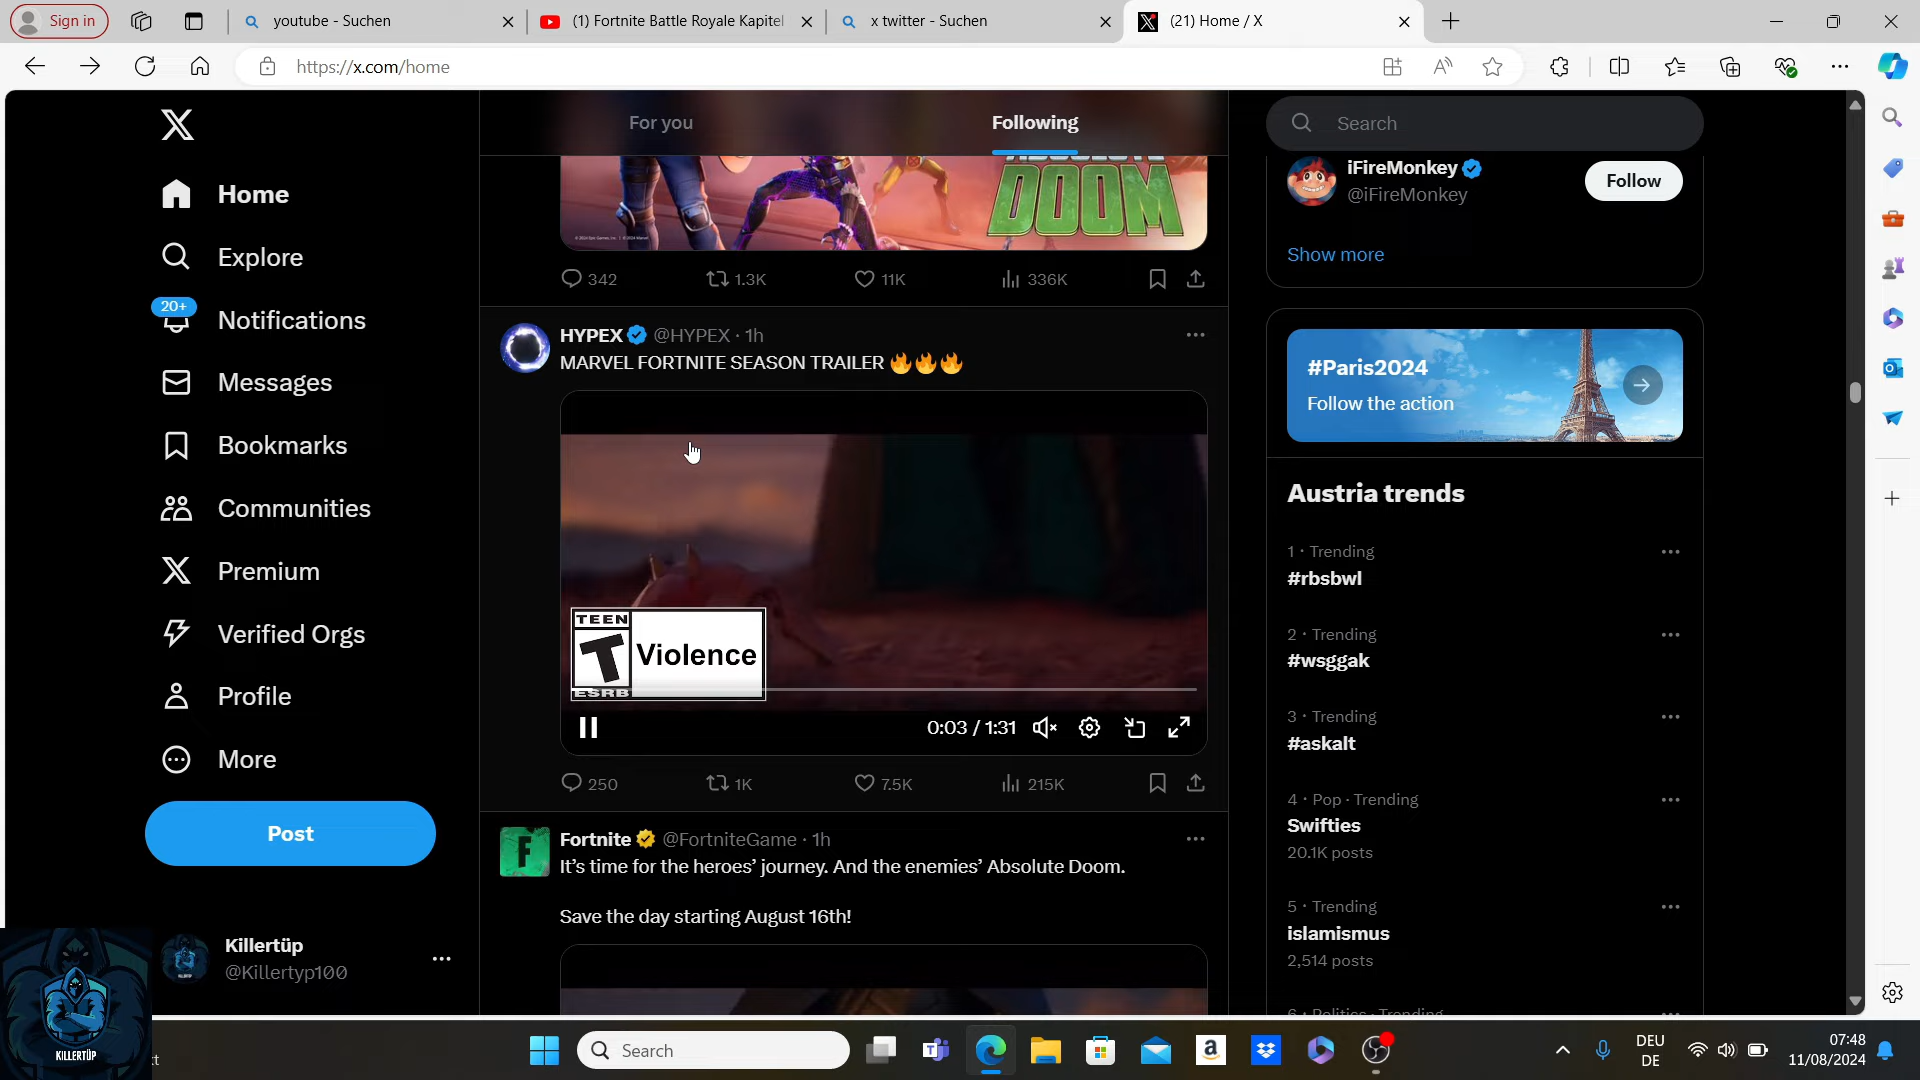 Sign in
youtube - Suchen
(1) Fortnite Battle Royale Kapitel
x twitter - Suchen
(21) Home / X
https://x.com/home
For you
Following
Search
ABSOLUTE
DOOM
iFireMonkey
@iFireMonkey
Follow
Show more
Home
Explore
20+
Notifications
Messages
Bookmarks
Communities
Premium
Verified Orgs
Profile
More
Post
Killertüp
@Killertyp100
342
1.3K
11K
336K
HYPEX @HYPEX · 1h
MARVEL FORTNITE SEASON TRAILER 🔥🔥🔥
TEEN
T
ESRB
Violence
0:03 / 1:31
250
1K
7.5K
215K
Fortnite @FortniteGame · 1h
It's time for the heroes' journey. And the enemies' Absolute Doom.
Save the day starting August 16th!
#Paris2024
Follow the action
Austria trends
1 · Trending
#rbsbwl
2 · Trending
#wsggak
3 · Trending
#askalt
4 · Pop · Trending
Swifties
20.1K posts
5 · Trending
islamismus
2,514 posts
6 · Politics · Trending
KILLERTÜP
Search
DEU
DE
07:48
11/08/2024